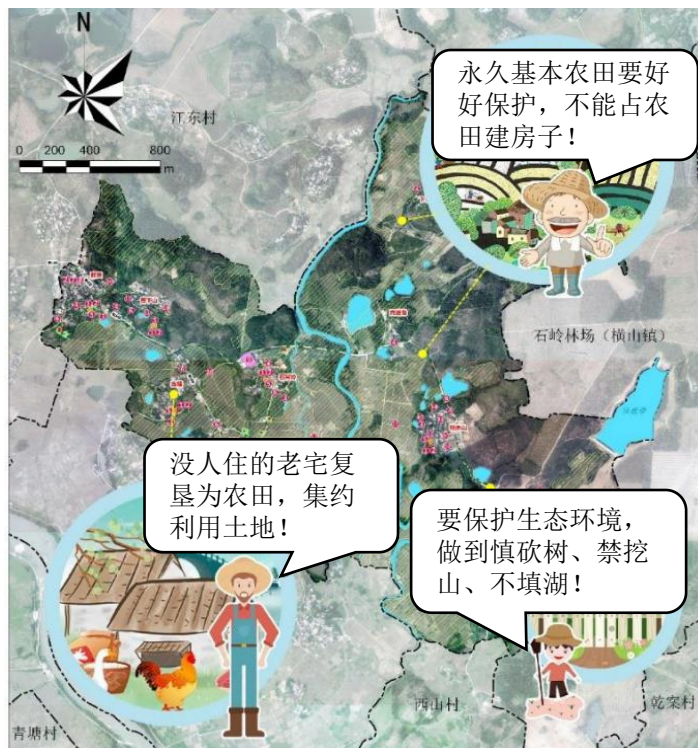 N
永久基本农田要好
好保护，不能占农
田建房子！
江东村
0 200 400 800
m
石岭林场（横山镇）
没人住的老宅复
垦为农田，集约
利用土地！
要保护生态环境，
做到慎砍树、禁挖
山、不填湖！
西山村
乾案村
青塘村